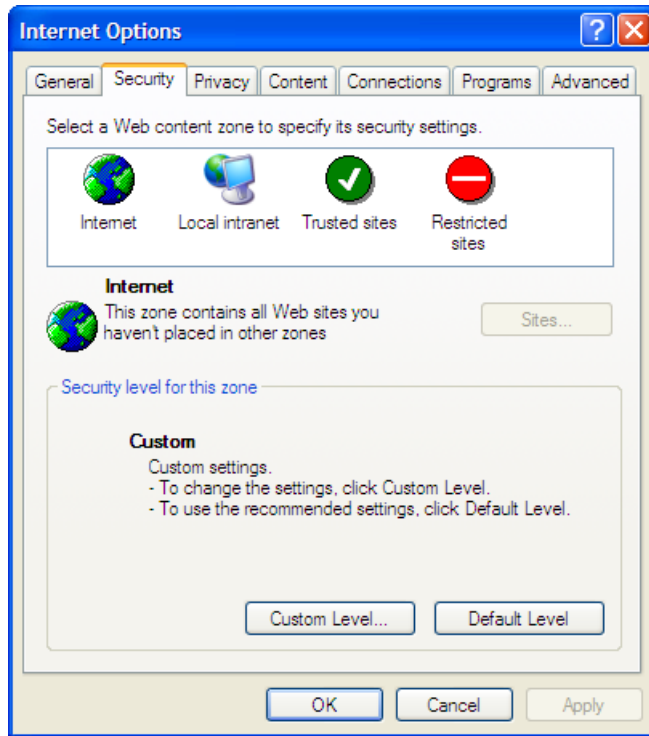 Internet Options
General Security Privacy Content Connections Programs Advanced
Select a Web content zone to specify its security settings.
Internet Local intranet Trusted sites Restricted
sites
Internet
This zone contains all Web sites you
haven't placed in other zones
Sites...
Security level for this zone
Custom
Custom settings.
- To change the settings, click Custom Level.
- To use the recommended settings, click Default Level.
Custom Level... Default Level
OK Cancel Apply